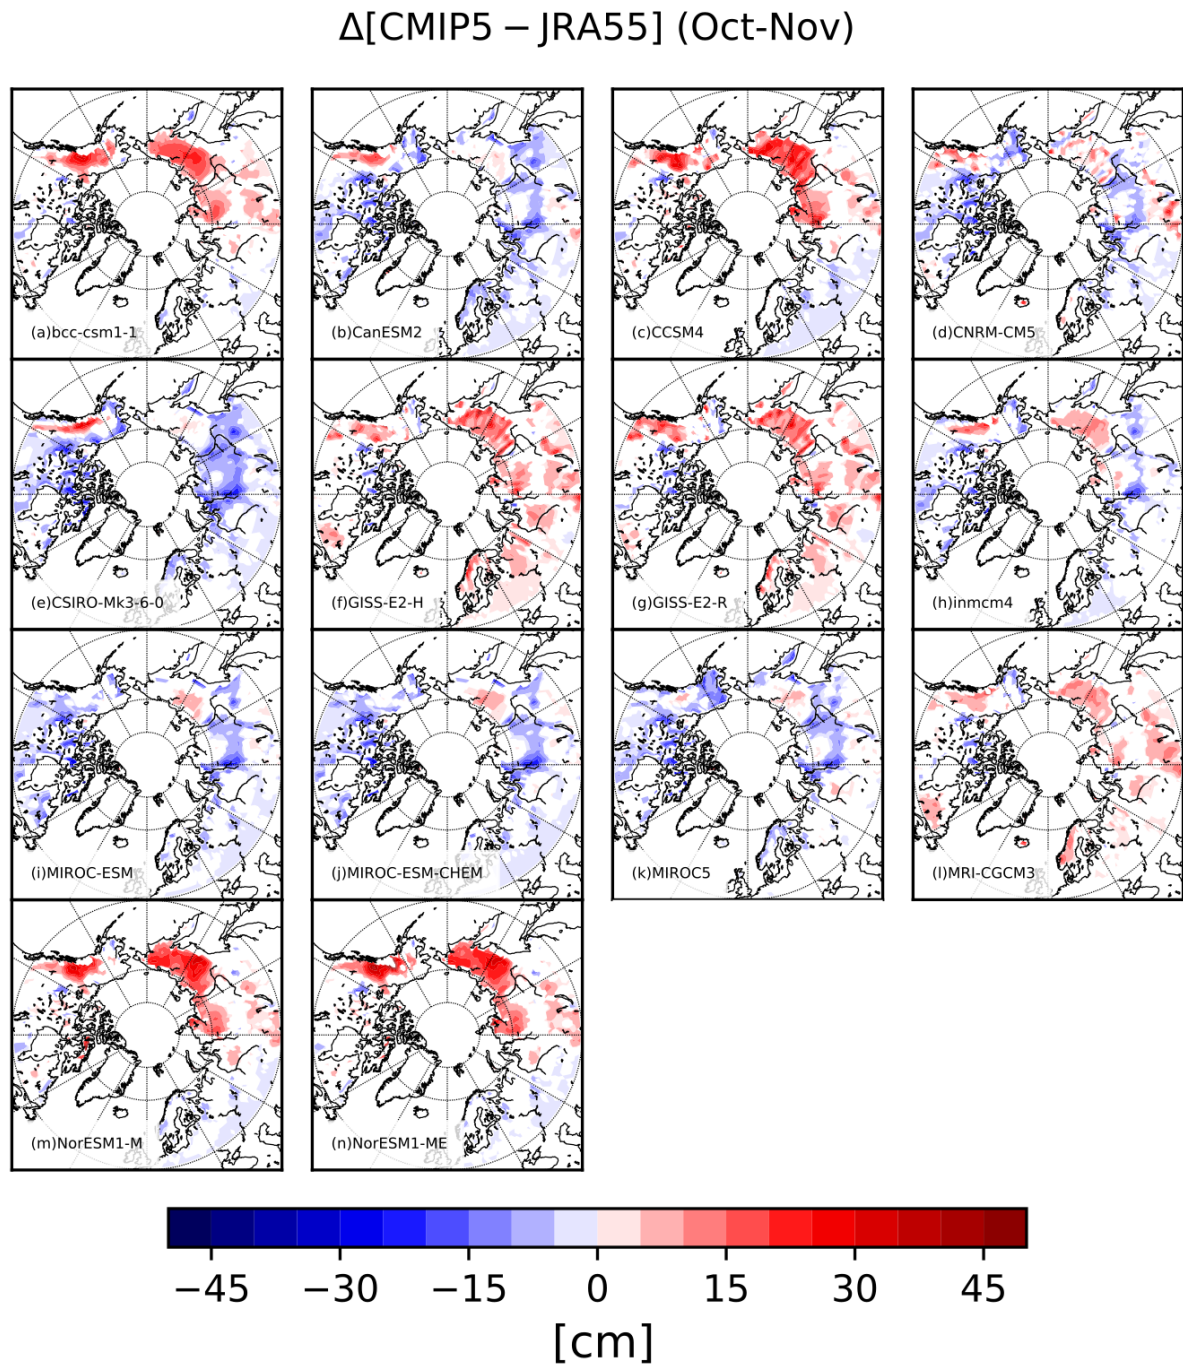 Δ[CMIP5 − JRA55] (Oct-Nov)
(a)bcc-csm1-1
(b)CanESM2
(c)CCSM4
(d)CNRM-CM5
(e)CSIRO-Mk3-6-0
(f)GISS-E2-H
(g)GISS-E2-R
(h)inmcm4
(i)MIROC-ESM
(j)MIROC-ESM-CHEM
(k)MIROC5
(l)MRI-CGCM3
(m)NorESM1-M
(n)NorESM1-ME
−45 −30 −15 0 15 30 45
[cm]